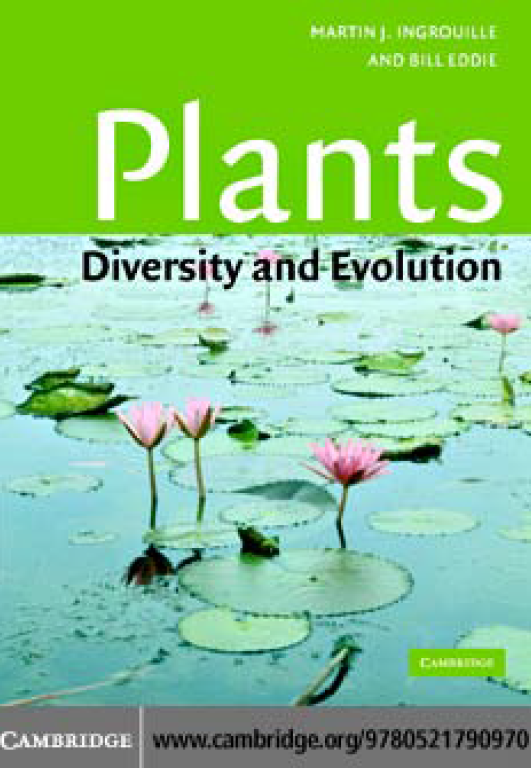 MARTIN J. INGROUILLE
AND BILL EDDIE
Plants
Diversity and Evolution
CAMBRIDGE
CAMBRIDGE www.cambridge.org/9780521790970